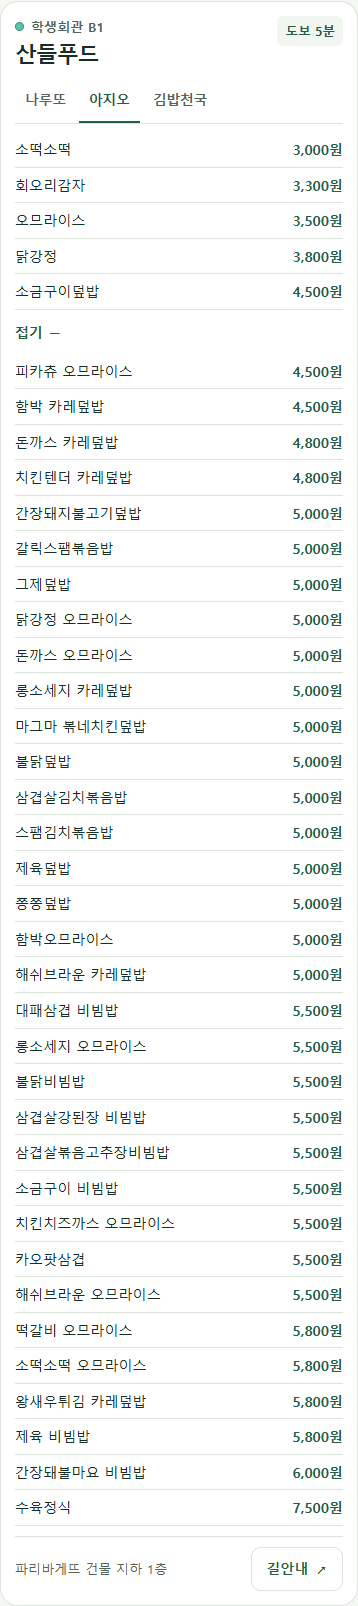 학생회관 B1
도보 5분
산들푸드
나루또 아지오 김밥천국
소떡소떡 3,000원
회오리감자 3,300원
오므라이스 3,500원
닭강정 3,800원
소금구이덮밥 4,500원
접기 −
피카츄 오므라이스 4,500원
함박 카레덮밥 4,500원
돈까스 카레덮밥 4,800원
치킨텐더 카레덮밥 4,800원
간장돼지불고기덮밥 5,000원
갈릭스팸볶음밥 5,000원
그제덮밥 5,000원
닭강정 오므라이스 5,000원
돈까스 오므라이스 5,000원
롱소세지 카레덮밥 5,000원
마그마 볶네치킨덮밥 5,000원
불닭덮밥 5,000원
삼겹살김치볶음밥 5,000원
스팸김치볶음밥 5,000원
제육덮밥 5,000원
쫑쫑덮밥 5,000원
함박오므라이스 5,000원
해쉬브라운 카레덮밥 5,000원
대패삼겹 비빔밥 5,500원
롱소세지 오므라이스 5,500원
불닭비빔밥 5,500원
삼겹살강된장 비빔밥 5,500원
삼겹살볶음고추장비빔밥 5,500원
소금구이 비빔밥 5,500원
치킨치즈까스 오므라이스 5,500원
카오팟삼겹 5,500원
해쉬브라운 오므라이스 5,500원
떡갈비 오므라이스 5,800원
소떡소떡 오므라이스 5,800원
왕새우튀김 카레덮밥 5,800원
제육 비빔밥 5,800원
간장돼불마요 비빔밥 6,000원
수육정식 7,500원
파리바게뜨 건물 지하 1층
길안내 ↗